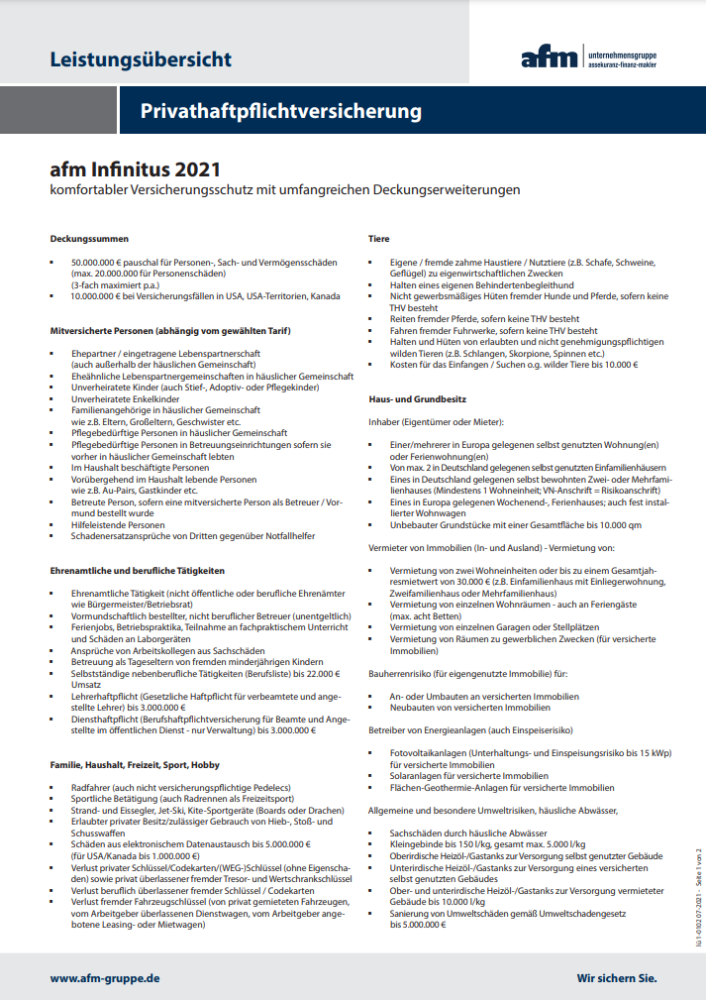 Leistungsübersicht
afm
unternehmensgruppe
assekuranz-finanz-makler
Privathaftpflichtversicherung
afm Infinitus 2021
komfortabler Versicherungsschutz mit umfangreichen Deckungserweiterungen
Deckungssummen
▪ 50.000.000 € pauschal für Personen-, Sach- und Vermögensschäden
(max. 20.000.000 für Personenschäden)
(3-fach maximiert p.a.)
▪ 10.000.000 € bei Versicherungsfällen in USA, USA-Territorien, Kanada
Mitversicherte Personen (abhängig vom gewählten Tarif)
▪ Ehepartner / eingetragene Lebenspartnerschaft
(auch außerhalb der häuslichen Gemeinschaft)
▪ Eheähnliche Lebenspartnergemeinschaften in häuslicher Gemeinschaft
▪ Unverheiratete Kinder (auch Stief-, Adoptiv- oder Pflegekinder)
▪ Unverheiratete Enkelkinder
▪ Familienangehörige in häuslicher Gemeinschaft
wie z.B. Eltern, Großeltern, Geschwister etc.
▪ Pflegebedürftige Personen in häuslicher Gemeinschaft
▪ Pflegebedürftige Personen in Betreuungseinrichtungen sofern sie
vorher in häuslicher Gemeinschaft lebten
▪ Im Haushalt beschäftigte Personen
▪ Vorübergehend im Haushalt lebende Personen
wie z.B. Au-Pairs, Gastkinder etc.
▪ Betreute Person, sofern eine mitversicherte Person als Betreuer / Vor-
mund bestellt wurde
▪ Hilfeleistende Personen
▪ Schadenersatzansprüche von Dritten gegenüber Notfallhelfer
Ehrenamtliche und berufliche Tätigkeiten
▪ Ehrenamtliche Tätigkeit (nicht öffentliche oder berufliche Ehrenämter
wie Bürgermeister/Betriebsrat)
▪ Vormundschaftlich bestellter, nicht beruflicher Betreuer (unentgeltlich)
▪ Ferienjobs, Betriebspraktika, Teilnahme an fachpraktischem Unterricht
und Schäden an Laborgeräten
▪ Ansprüche von Arbeitskollegen aus Sachschäden
▪ Betreuung als Tageseltern von fremden minderjährigen Kindern
▪ Selbstständige nebenberufliche Tätigkeiten (Berufsliste) bis 22.000 €
Umsatz
▪ Lehrerhaftpflicht (Gesetzliche Haftpflicht für verbeamtete und ange-
stellte Lehrer) bis 3.000.000 €
▪ Diensthaftpflicht (Berufshaftpflichtversicherung für Beamte und Ange-
stellte im öffentlichen Dienst - nur Verwaltung) bis 3.000.000 €
Familie, Haushalt, Freizeit, Sport, Hobby
▪ Radfahrer (auch nicht versicherungspflichtige Pedelecs)
▪ Sportliche Betätigung (auch Radrennen als Freizeitsport)
▪ Strand- und Eissegler, Jet-Ski, Kite-Sportgeräte (Boards oder Drachen)
▪ Erlaubter privater Besitz/zulässiger Gebrauch von Hieb-, Stoß- und
Schusswaffen
▪ Schäden aus elektronischem Datenaustausch bis 5.000.000 €
(für USA/Kanada bis 1.000.000 €)
▪ Verlust privater Schlüssel/Codekarten/(WEG-)Schlüssel (ohne Eigenscha-
den) sowie privat überlassener fremder Tresor- und Wertschrankschlüssel
▪ Verlust beruflich überlassener fremder Schlüssel / Codekarten
▪ Verlust fremder Fahrzeugschlüssel (von privat gemieteten Fahrzeugen,
vom Arbeitgeber überlassenen Dienstwagen, vom Arbeitgeber ange-
botene Leasing- oder Mietwagen)
Tiere
▪ Eigene / fremde zahme Haustiere / Nutztiere (z.B. Schafe, Schweine,
Geflügel) zu eigenwirtschaftlichen Zwecken
▪ Halten eines eigenen Behindertenbegleithund
▪ Nicht gewerbsmäßiges Hüten fremder Hunde und Pferde, sofern keine
THV besteht
▪ Reiten fremder Pferde, sofern keine THV besteht
▪ Fahren fremder Fuhrwerke, sofern keine THV besteht
▪ Halten und Hüten von erlaubten und nicht genehmigungspflichtigen
wilden Tieren (z.B. Schlangen, Skorpione, Spinnen etc.)
▪ Kosten für das Einfangen / Suchen o.g. wilder Tiere bis 10.000 €
Haus- und Grundbesitz
Inhaber (Eigentümer oder Mieter):
▪ Einer/mehrerer in Europa gelegenen selbst genutzten Wohnung(en)
oder Ferienwohnung(en)
▪ Von max. 2 in Deutschland gelegenen selbst genutzten Einfamilienhäusern
▪ Eines in Deutschland gelegenen selbst bewohnten Zwei- oder Mehrfami-
lienhauses (Mindestens 1 Wohneinheit; VN-Anschrift = Risikoanschrift)
▪ Eines in Europa gelegenen Wochenend-, Ferienhauses; auch fest instal-
lierter Wohnwagen
▪ Unbebauter Grundstücke mit einer Gesamtfläche bis 10.000 qm
Vermieter von Immobilien (In- und Ausland) - Vermietung von:
▪ Vermietung von zwei Wohneinheiten oder bis zu einem Gesamtjah-
resmietwert von 30.000 € (z.B. Einfamilienhaus mit Einliegerwohnung,
Zweifamilienhaus oder Mehrfamilienhaus)
▪ Vermietung von einzelnen Wohnräumen - auch an Feriengäste
(max. acht Betten)
▪ Vermietung von einzelnen Garagen oder Stellplätzen
▪ Vermietung von Räumen zu gewerblichen Zwecken (für versicherte
Immobilien)
Bauherrenrisiko (für eigengenutzte Immobilie) für:
▪ An- oder Umbauten an versicherten Immobilien
▪ Neubauten von versicherten Immobilien
Betreiber von Energieanlagen (auch Einspeiserisiko)
▪ Fotovoltaikanlagen (Unterhaltungs- und Einspeisungsrisiko bis 15 kWp)
für versicherte Immobilien
▪ Solaranlagen für versicherte Immobilien
▪ Flächen-Geothermie-Anlagen für versicherte Immobilien
Allgemeine und besondere Umweltrisiken, häusliche Abwässer,
▪ Sachschäden durch häusliche Abwässer
▪ Kleingebinde bis 150 l/kg, gesamt max. 5.000 l/kg
▪ Oberirdische Heizöl-/Gastanks zur Versorgung selbst genutzter Gebäude
▪ Unterirdische Heizöl-/Gastanks zur Versorgung eines versicherten
selbst genutzten Gebäudes
▪ Ober- und unterirdische Heizöl-/Gastanks zur Versorgung vermieteter
Gebäude bis 10.000 l/kg
▪ Sanierung von Umweltschäden gemäß Umweltschadengesetz
bis 5.000.000 €
lü 1-0102 07-2021 - Seite 1 von 2
www.afm-gruppe.de
Wir sichern Sie.